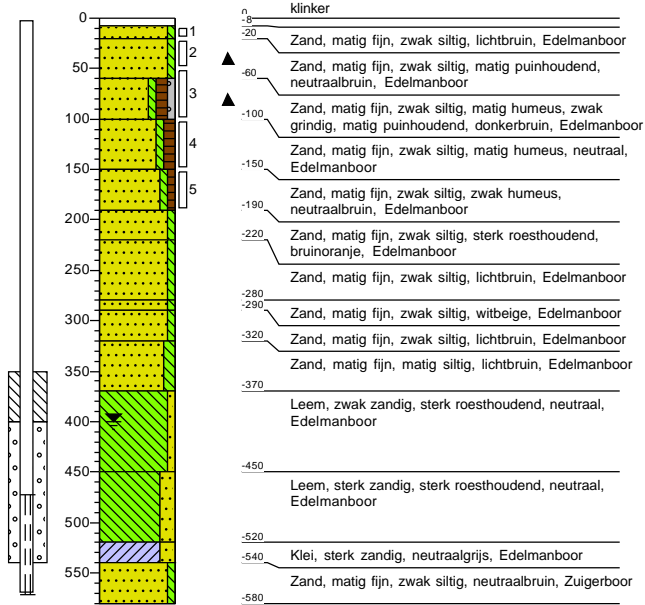 0
50
100
150
200
250
300
350
400
450
500
550
1
2
3
4
5
0
klinker
-8
-20
Zand, matig fijn, zwak siltig, lichtbruin, Edelmanboor
Zand, matig fijn, zwak siltig, matig puinhoudend,
neutraalbruin, Edelmanboor
-60
Zand, matig fijn, zwak siltig, matig humeus, zwak
grindig, matig puinhoudend, donkerbruin, Edelmanboor
-100
Zand, matig fijn, zwak siltig, matig humeus, neutraal,
Edelmanboor
-150
Zand, matig fijn, zwak siltig, zwak humeus,
neutraalbruin, Edelmanboor
-190
Zand, matig fijn, zwak siltig, sterk roesthoudend,
bruinoranje, Edelmanboor
-220
Zand, matig fijn, zwak siltig, lichtbruin, Edelmanboor
-280
-290
Zand, matig fijn, zwak siltig, witbeige, Edelmanboor
-320
Zand, matig fijn, zwak siltig, lichtbruin, Edelmanboor
Zand, matig fijn, matig siltig, lichtbruin, Edelmanboor
-370
Leem, zwak zandig, sterk roesthoudend, neutraal,
Edelmanboor
-450
Leem, sterk zandig, sterk roesthoudend, neutraal,
Edelmanboor
-520
-540
Klei, sterk zandig, neutraalgrijs, Edelmanboor
Zand, matig fijn, zwak siltig, neutraalbruin, Zuigerboor
-580